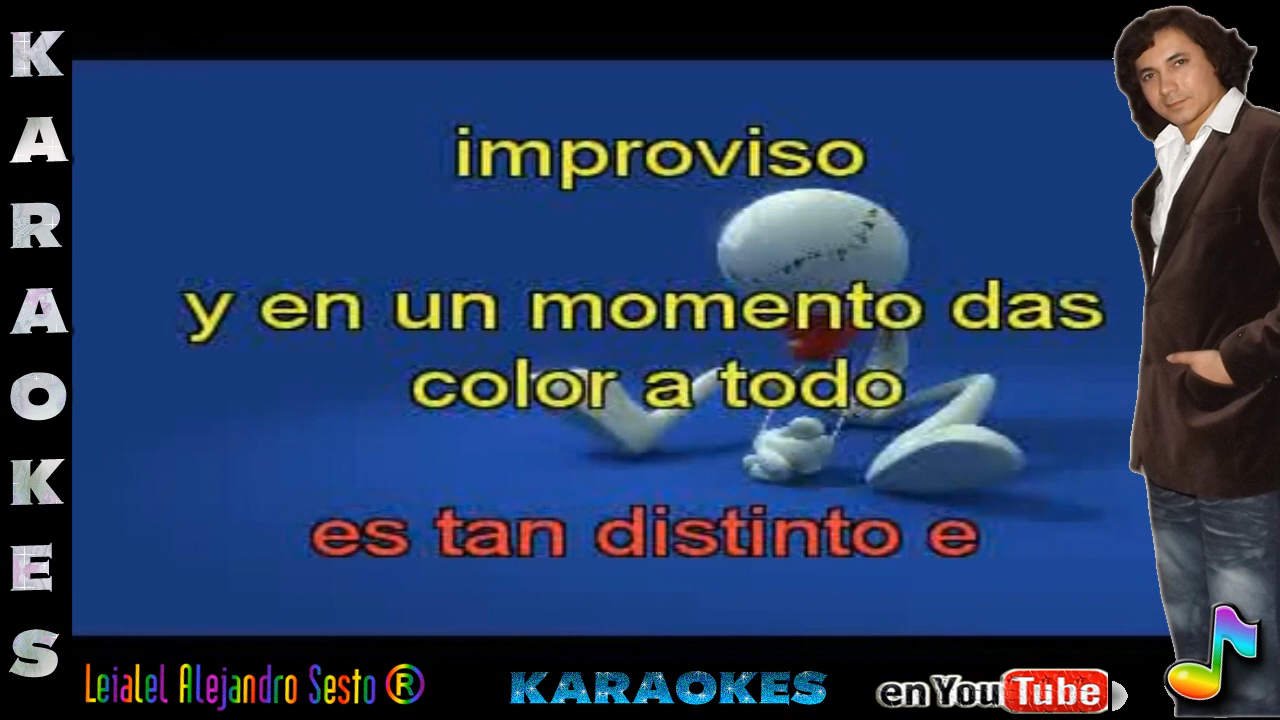 KARAOKES
improviso
y en un momento das
color a todo
es tan distinto e
Leialel Alejandro Sesto ®
KARAOKES
en YouTube